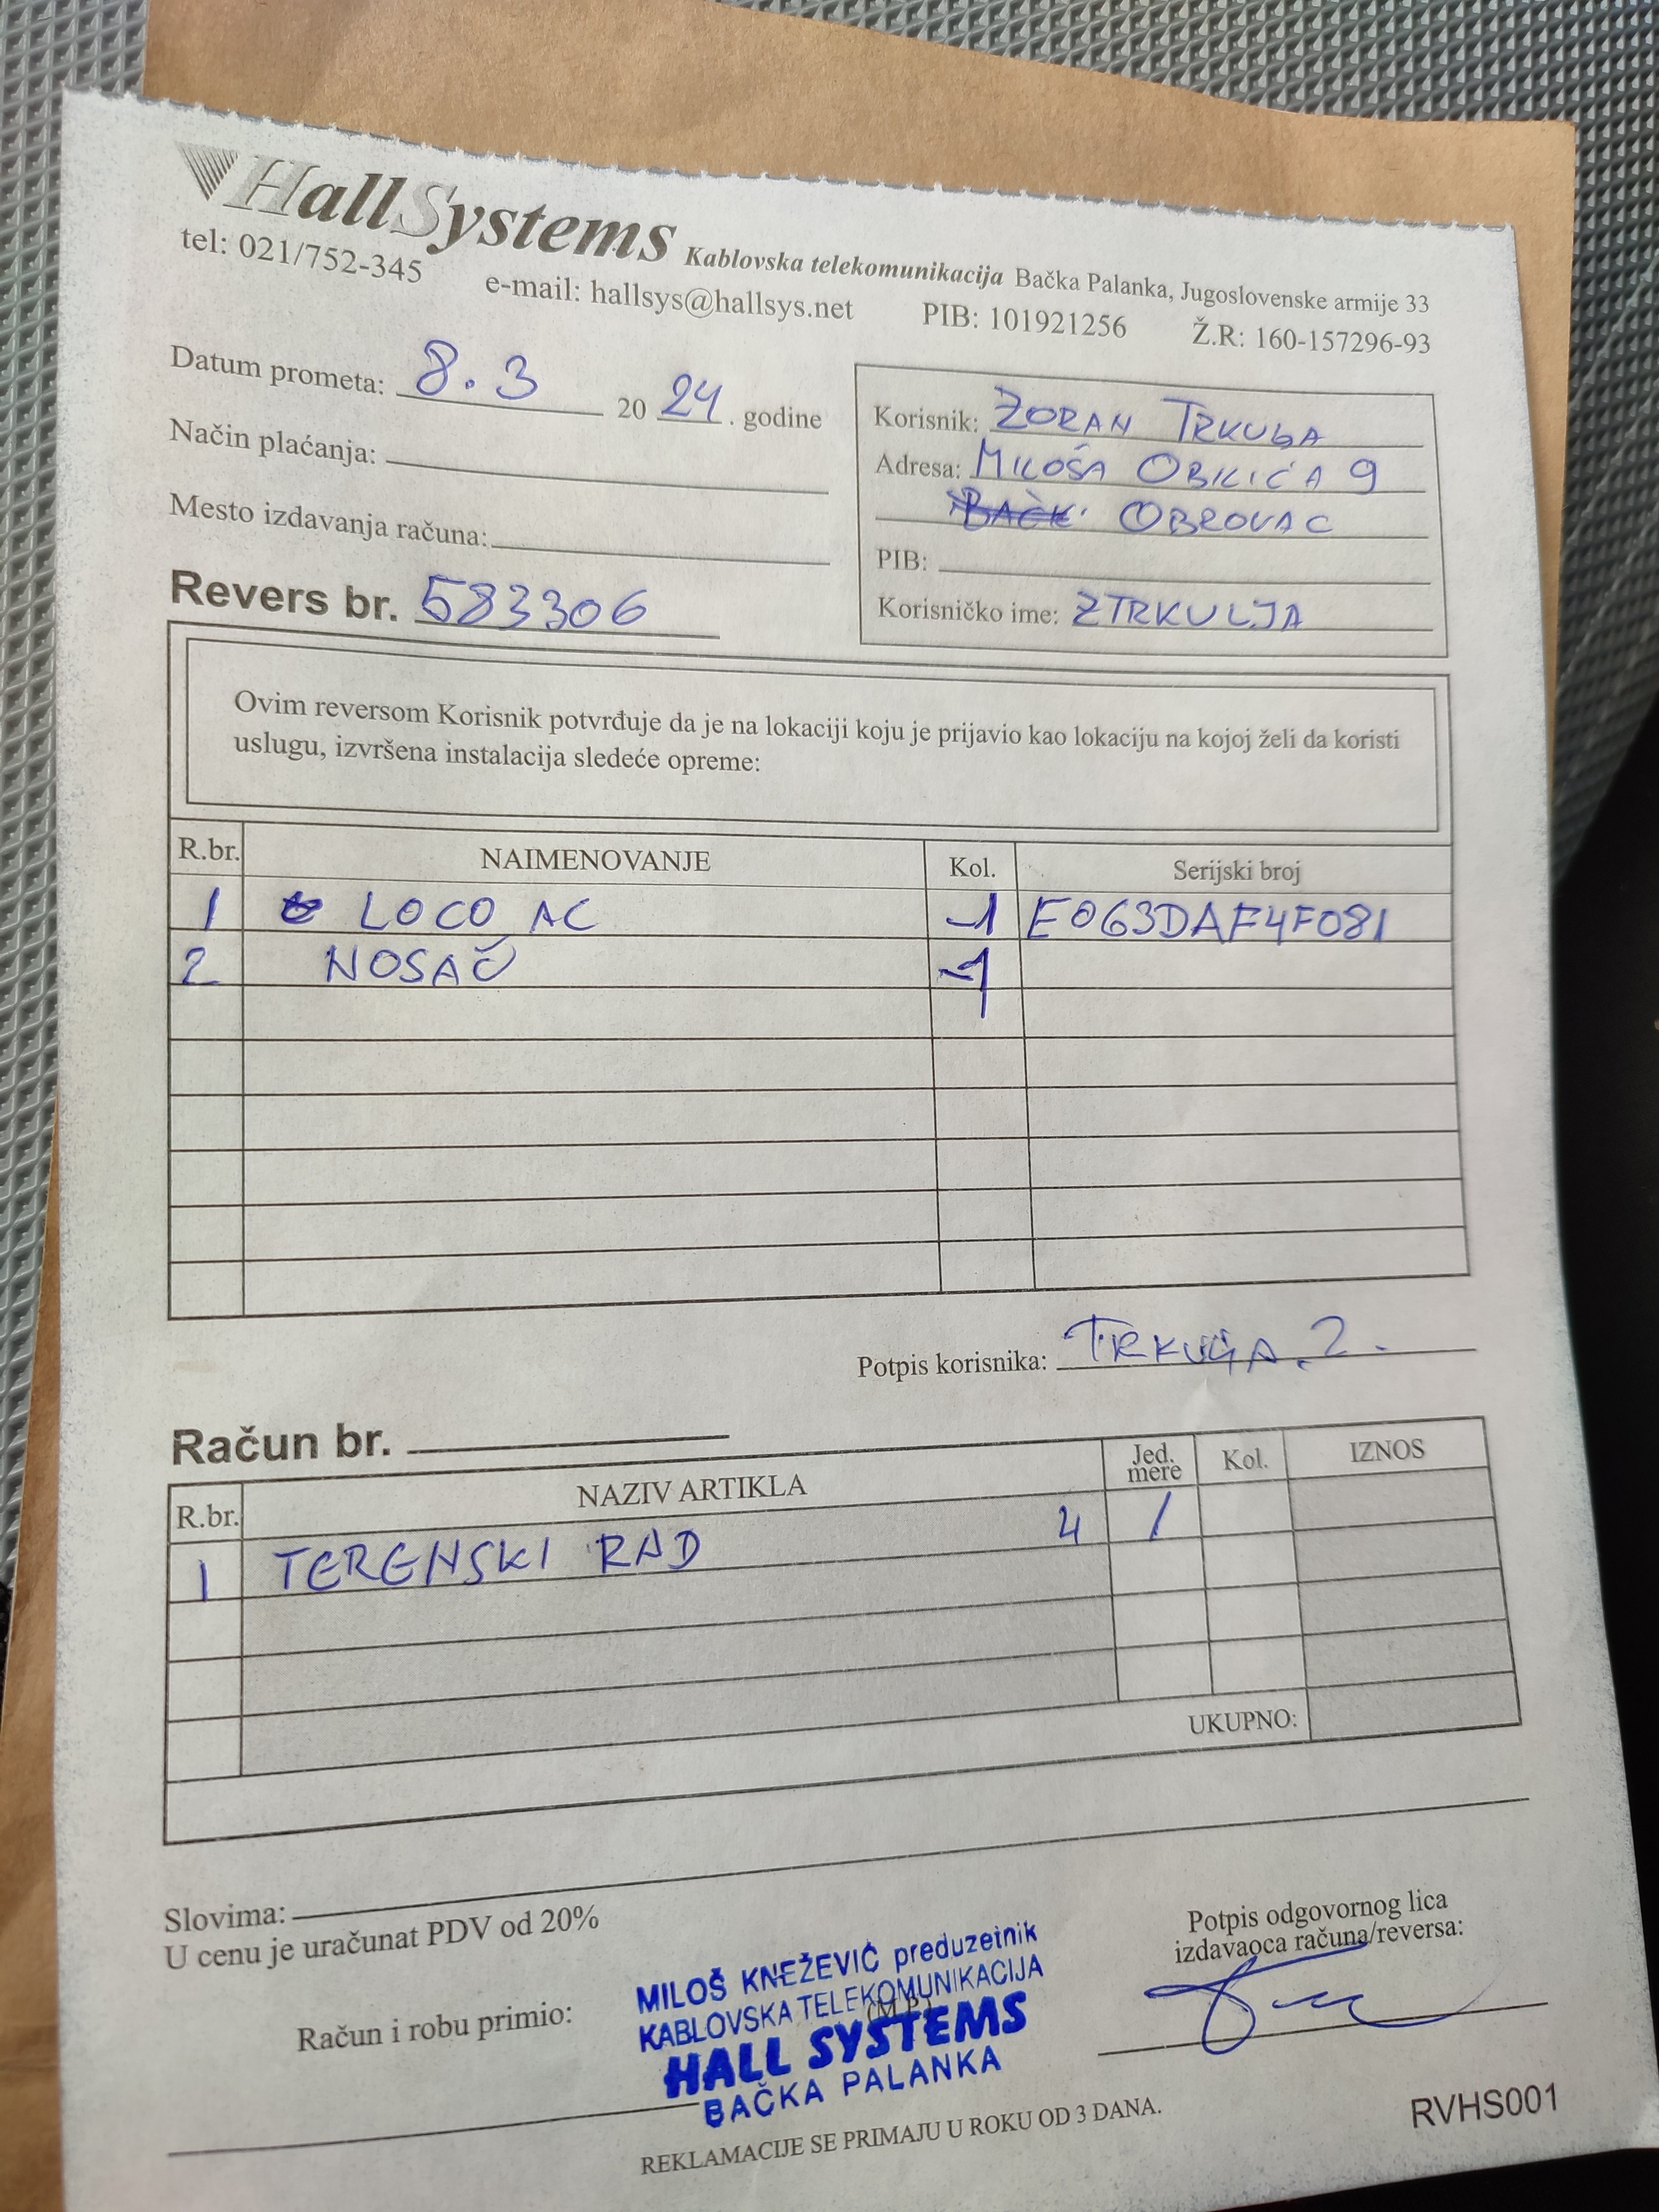 HallSystems Kablovska telekomunikacija Bačka Palanka, Jugoslovenske armije 33
tel: 021/752-345 e-mail: hallsys@hallsys.net PIB: 101921256 Ž.R: 160-157296-93
Datum prometa: 8.3 2024. godine
Način plaćanja:
Mesto izdavanja računa:
Revers br. 583306
Korisnik: ZORAN TRKUљA
Adresa: MILOŠA OBILIĆA 9
OBROVAC
PIB:
Korisničko ime: ZTRKULJA
Ovim reversom Korisnik potvrđuje da je na lokaciji koju je prijavio kao lokaciju na kojoj želi da koristi
uslugu, izvršena instalacija sledeće opreme:
R.br. NAIMENOVANJE Kol. Serijski broj
1 LOCO AC -1 E063DAF4F081
2 NOSAČ -1
Potpis korisnika: TRKUљA Z.
Račun br.
R.br. NAZIV ARTIKLA Jed. mere Kol. IZNOS
1 TERENSKI RAD 4 /
UKUPNO:
Slovima:
U cenu je uračunat PDV od 20%
Računi robu primio:
MILOŠ KNEŽEVIĆ preduzetnik
KABLOVSKA TELEKOMUNIKACIJA
(M.P.)
HALL SYSTEMS
BAČKA PALANKA
Potpis odgovornog lica
izdavaoca računa/reversa:
REKLAMACIJE SE PRIMAJU U ROKU OD 3 DANA.
RVHS001